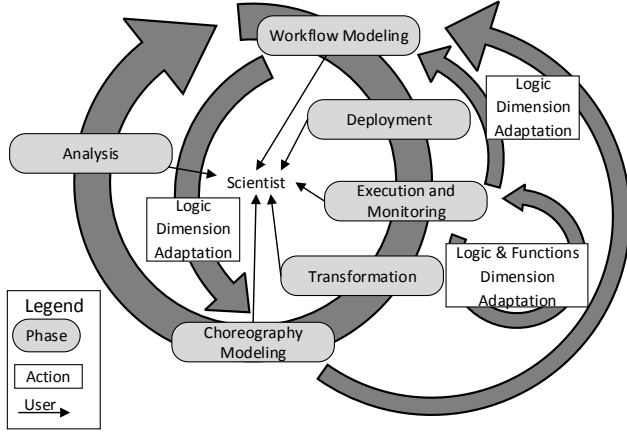 Workflow Modeling
Logic
Dimension
Adaptation
Deployment
Analysis
Scientist
Execution and
Monitoring
Logic
Dimension
Adaptation
Logic & Functions
Dimension
Adaptation
Transformation
Choreography
Modeling
Legend
Phase
Action
User